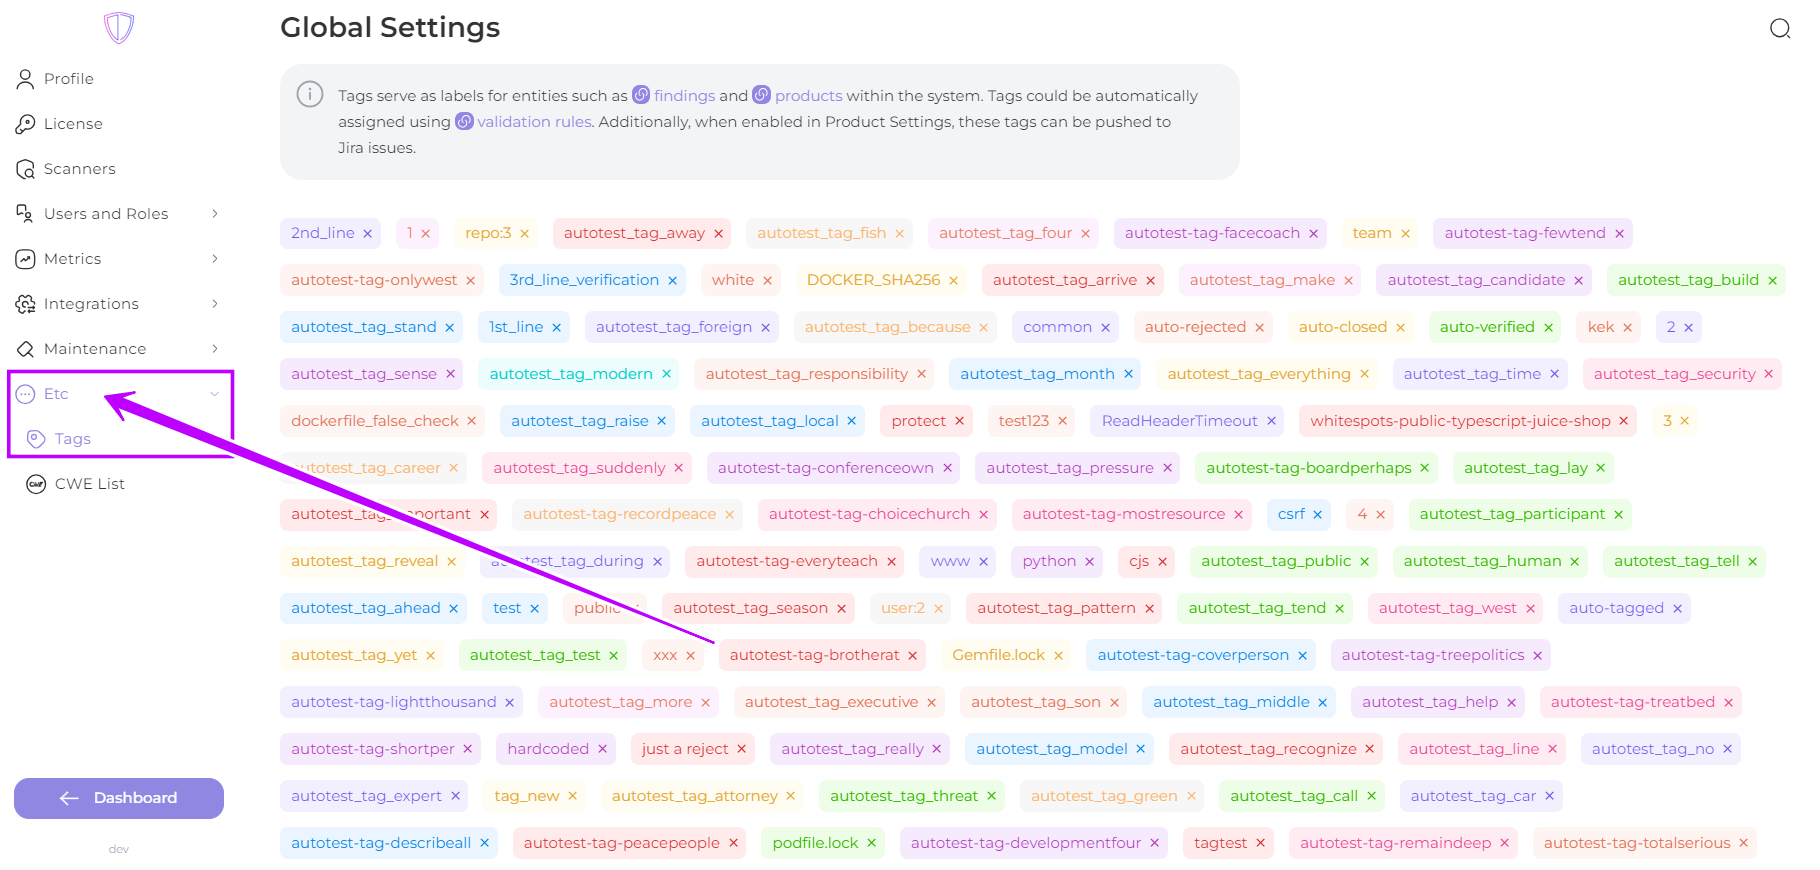 Global Settings
Profile
License
Scanners
Users and Roles
Metrics
Integrations
Maintenance
Etc
Tags
CWE List
Dashboard
dev
Tags serve as labels for entities such as findings and products within the system. Tags could be automatically
assigned using validation rules. Additionally, when enabled in Product Settings, these tags can be pushed to
Jira issues.
2nd_line × 1 × repo:3 × autotest_tag_away × autotest_tag_fish × autotest_tag_four × autotest-tag-facecoach × team × autotest-tag-fewtend ×
autotest-tag-onlywest × 3rd_line_verification × white × DOCKER_SHA256 × autotest_tag_arrive × autotest_tag_make × autotest_tag_candidate × autotest_tag_build ×
autotest_tag_stand × 1st_line × autotest_tag_foreign × autotest_tag_because × common × auto-rejected × auto-closed × auto-verified × kek × 2 ×
autotest_tag_sense × autotest_tag_modern × autotest_tag_responsibility × autotest_tag_month × autotest_tag_everything × autotest_tag_time × autotest_tag_security ×
dockerfile_false_check × autotest_tag_raise × autotest_tag_local × protect × test123 × ReadHeaderTimeout × whitespots-public-typescript-juice-shop × 3 ×
utotest_tag_career × autotest_tag_suddenly × autotest-tag-conferenceown × autotest_tag_pressure × autotest-tag-boardperhaps × autotest_tag_lay ×
autotest_tag_important × autotest-tag-recordpeace × autotest-tag-choicechurch × autotest-tag-mostresource × csrf × 4 × autotest_tag_participant ×
autotest_tag_reveal × autotest_tag_during × autotest-tag-everyteach × www × python × cjs × autotest_tag_public × autotest_tag_human × autotest_tag_tell ×
autotest_tag_ahead × test × public × autotest_tag_season × user:2 × autotest_tag_pattern × autotest_tag_tend × autotest_tag_west × auto-tagged ×
autotest_tag_yet × autotest_tag_test × xxx × autotest-tag-brotherat × Gemfile.lock × autotest-tag-coverperson × autotest-tag-treepolitics ×
autotest-tag-lightthousand × autotest_tag_more × autotest_tag_executive × autotest_tag_son × autotest_tag_middle × autotest_tag_help × autotest-tag-treatbed ×
autotest-tag-shortper × hardcoded × just a reject × autotest_tag_really × autotest_tag_model × autotest_tag_recognize × autotest_tag_line × autotest_tag_no ×
autotest_tag_expert × tag_new × autotest_tag_attorney × autotest_tag_threat × autotest_tag_green × autotest_tag_call × autotest_tag_car ×
autotest-tag-describeall × autotest-tag-peacepeople × podfile.lock × autotest-tag-developmentfour × tagtest × autotest-tag-remaindeep × autotest-tag-totalserious ×